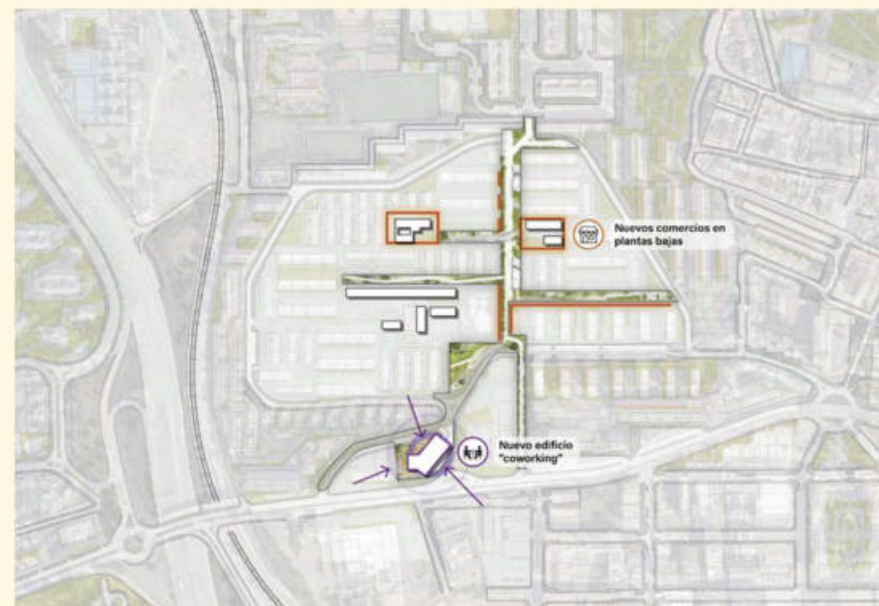 Nuevos comercios en
plantas bajas
Nuevo edificio
"coworking"